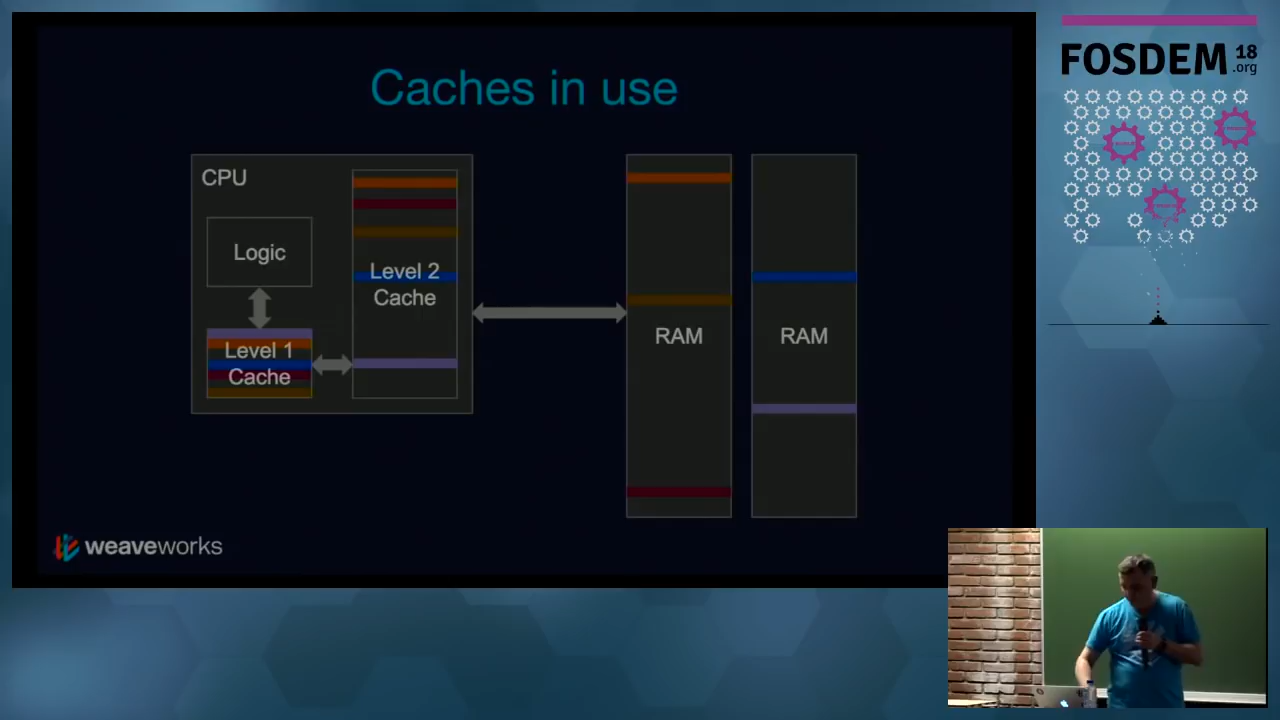 Caches in use
CPU
Logic
Level 1
Cache
Level 2
Cache
RAM
RAM
weaveworks
FOSDEM 18
.org